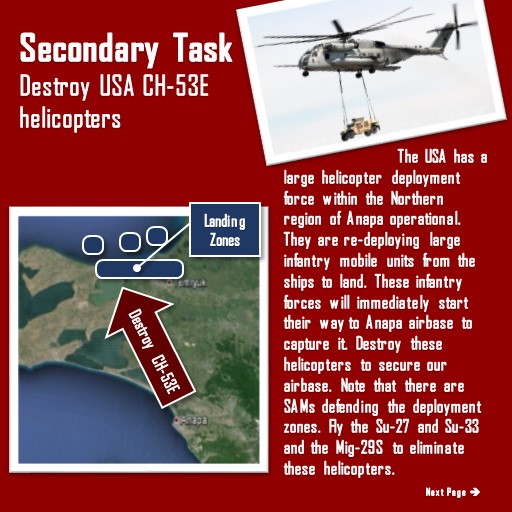 Secondary Task
Destroy USA CH-53E
helicopters
The USA has a
large helicopter deployment
force within the Northern
region of Anapa operational.
They are re-deploying large
infantry mobile units from the
ships to land. These infantry
forces will immediately start
their way to Anapa airbase to
capture it. Destroy these
helicopters to secure our
airbase. Note that there are
SAMs defending the deployment
zones. Fly the Su-27 and Su-33
and the Mig-29S to eliminate
these helicopters.
Landing
Zones
Temryuk
Destroy CH-53E
Anapa
Next Page →